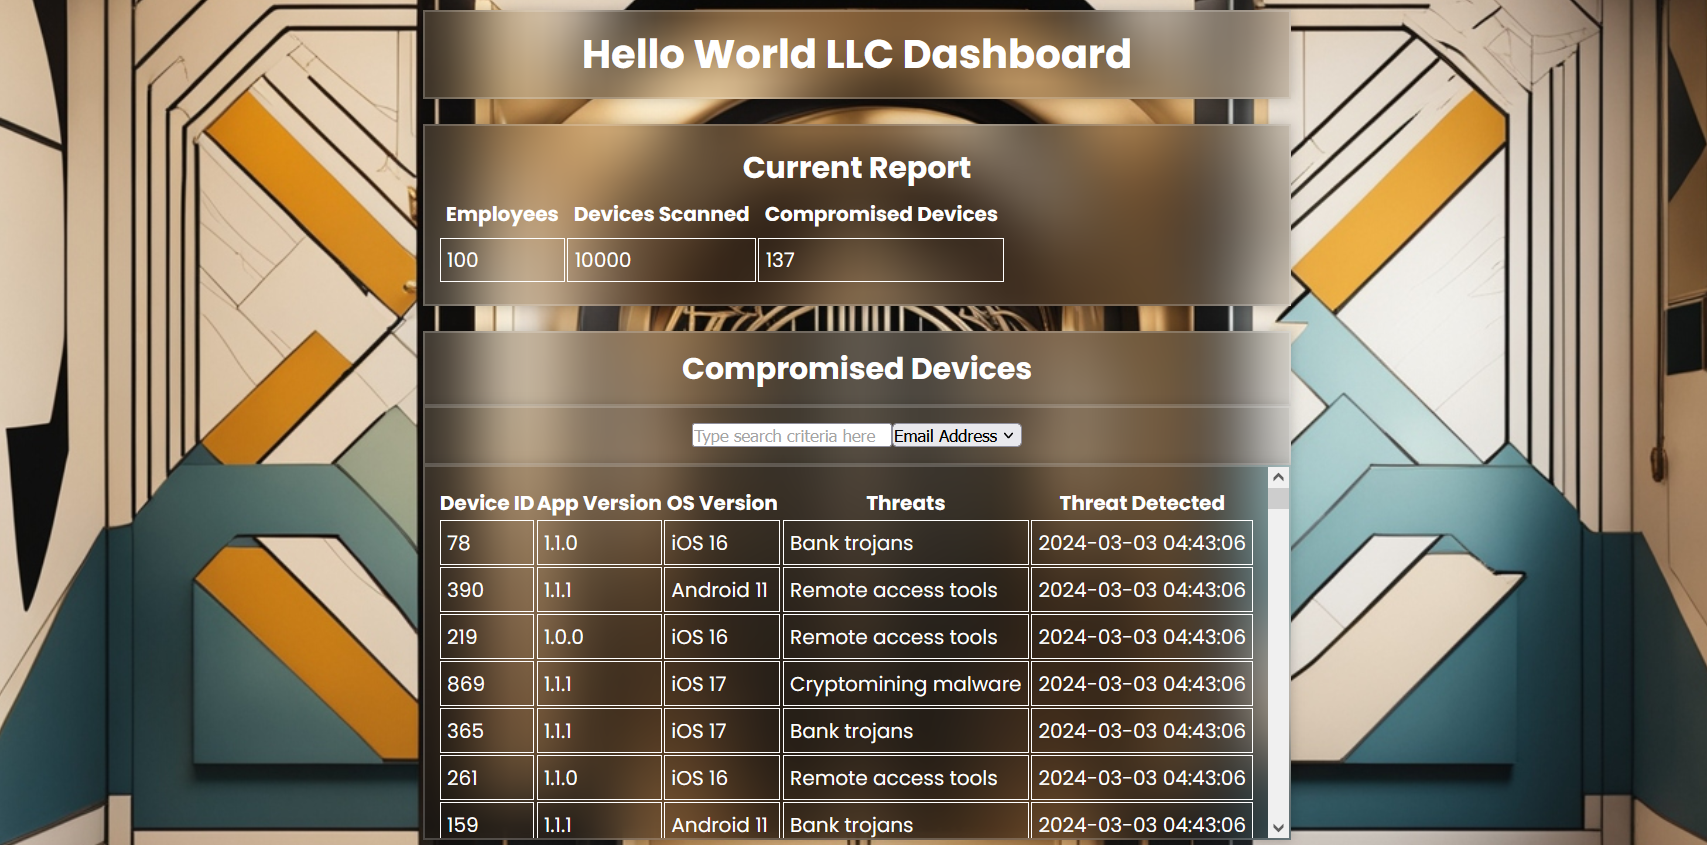 Hello World LLC Dashboard
Current Report
Employees Devices Scanned Compromised Devices
100 10000 137
Compromised Devices
Type search criteria here Email Address
Device ID App Version OS Version Threats Threat Detected
78 1.1.0 iOS 16 Bank trojans 2024-03-03 04:43:06
390 1.1.1 Android 11 Remote access tools 2024-03-03 04:43:06
219 1.0.0 iOS 16 Remote access tools 2024-03-03 04:43:06
869 1.1.1 iOS 17 Cryptomining malware 2024-03-03 04:43:06
365 1.1.1 iOS 17 Bank trojans 2024-03-03 04:43:06
261 1.1.0 iOS 16 Remote access tools 2024-03-03 04:43:06
159 1.1.1 Android 11 Bank trojans 2024-03-03 04:43:06